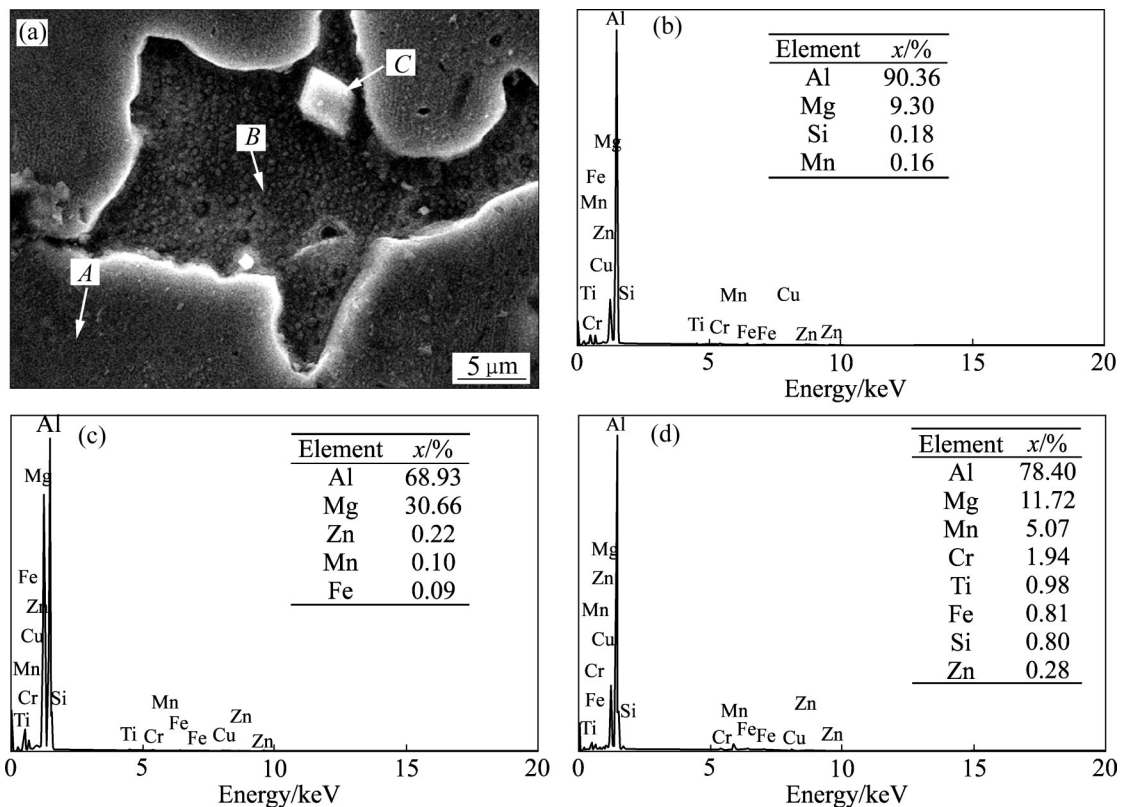 (a)
C
B
A
5 μm
(b)
Al
Element x/%
Al 90.36
Mg 9.30
Si 0.18
Mn 0.16
Mg
Fe
Mn
Zn
Cu
Ti Si Mn Cu
Cr Ti Cr Fe Fe Zn Zn
0 5 10 15 20
Energy/keV
(c)
Al
Element x/%
Al 68.93
Mg 30.66
Zn 0.22
Mn 0.10
Fe 0.09
Mg
Fe
Zn
Cu
Mn
Cr Si Mn
Ti Ti Cr Fe Fe Cu Zn Zn
0 5 10 15 20
Energy/keV
(d)
Al
Element x/%
Al 78.40
Mg 11.72
Mn 5.07
Cr 1.94
Ti 0.98
Fe 0.81
Si 0.80
Zn 0.28
Mg
Zn
Mn
Cu
Cr
Fe Zn
Ti Si Mn
Cr Fe Fe Cu Zn
0 5 10 15 20
Energy/keV